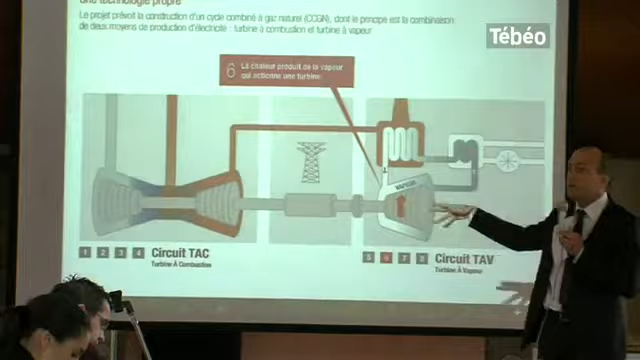 une technologie propre
Le projet prévoit la construction d'un cycle combiné à gaz naturel (CCGN), dont le principe est la combinaison
de deux moyens de production d'électricité : turbine à combustion et turbine à vapeur
Tébéo
6 La chaleur produit de la vapeur
qui actionne une turbine
VAPEUR
1 2 3 4 Circuit TAC
Turbine À Combustion
5 6 7 8 Circuit TAV
Turbine À Vapeur